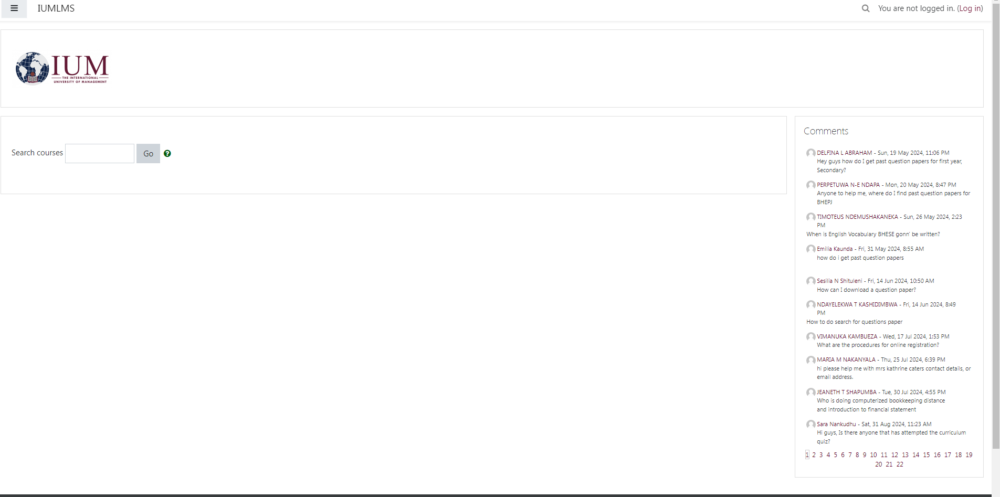 IUMLMS
You are not logged in. (Log in)
IUM
THE INTERNATIONAL
UNIVERSITY OF MANAGEMENT
Search courses
Go
Comments
DELFINA L ABRAHAM - Sun, 19 May 2024, 11:06 PM
Hey guys how do I get past question papers for first year,
Secondary?
PERPETUWA N-E NDAPA - Mon, 20 May 2024, 8:47 PM
Anyone to help me, where do I find past question papers for
BHEPJ
TIMOTEUS NDEMUSHAKANEKA - Sun, 26 May 2024, 2:23
PM
When is English Vocabulary BHESE gonn' be written?
Emilia Kaunda - Fri, 31 May 2024, 8:55 AM
how do i get past question papers
Sesilia N Shituleni - Fri, 14 Jun 2024, 10:50 AM
How can I download a question paper?
NDAYELEKWA T KASHIDIMBWA - Fri, 14 Jun 2024, 8:49
PM
How to do search for questions paper
VIMANUKA KAMBUEZA - Wed, 17 Jul 2024, 1:53 PM
What are the procedures for online registration?
MARIA M NAKANYALA - Thu, 25 Jul 2024, 6:39 PM
hi please help me with mrs kathrine caters contact details, or
email address.
JEANETH T SHAPUMBA - Tue, 30 Jul 2024, 4:55 PM
Who is doing computerized bookkeeping distance
and introduction to financial statement
Sara Nankudhu - Sat, 31 Aug 2024, 11:23 AM
Hi guys, Is there anyone that has attempted the curriculum
quiz?
1 2 3 4 5 6 7 8 9 10 11 12 13 14 15 16 17 18 19
20 21 22